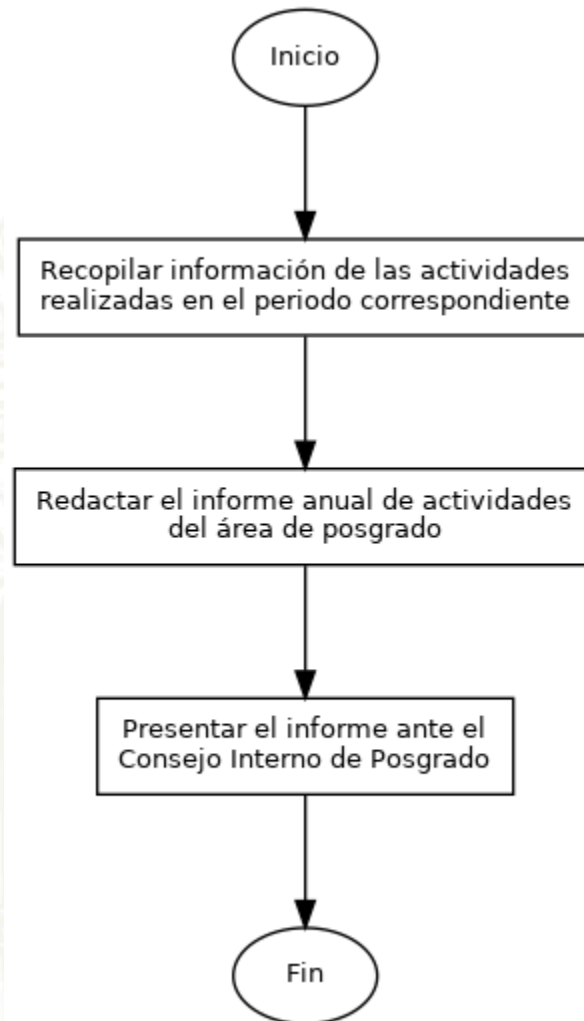 Inicio
Recopilar información de las actividades
realizadas en el periodo correspondiente
Redactar el informe anual de actividades
del área de posgrado
Presentar el informe ante el
Consejo Interno de Posgrado
Fin